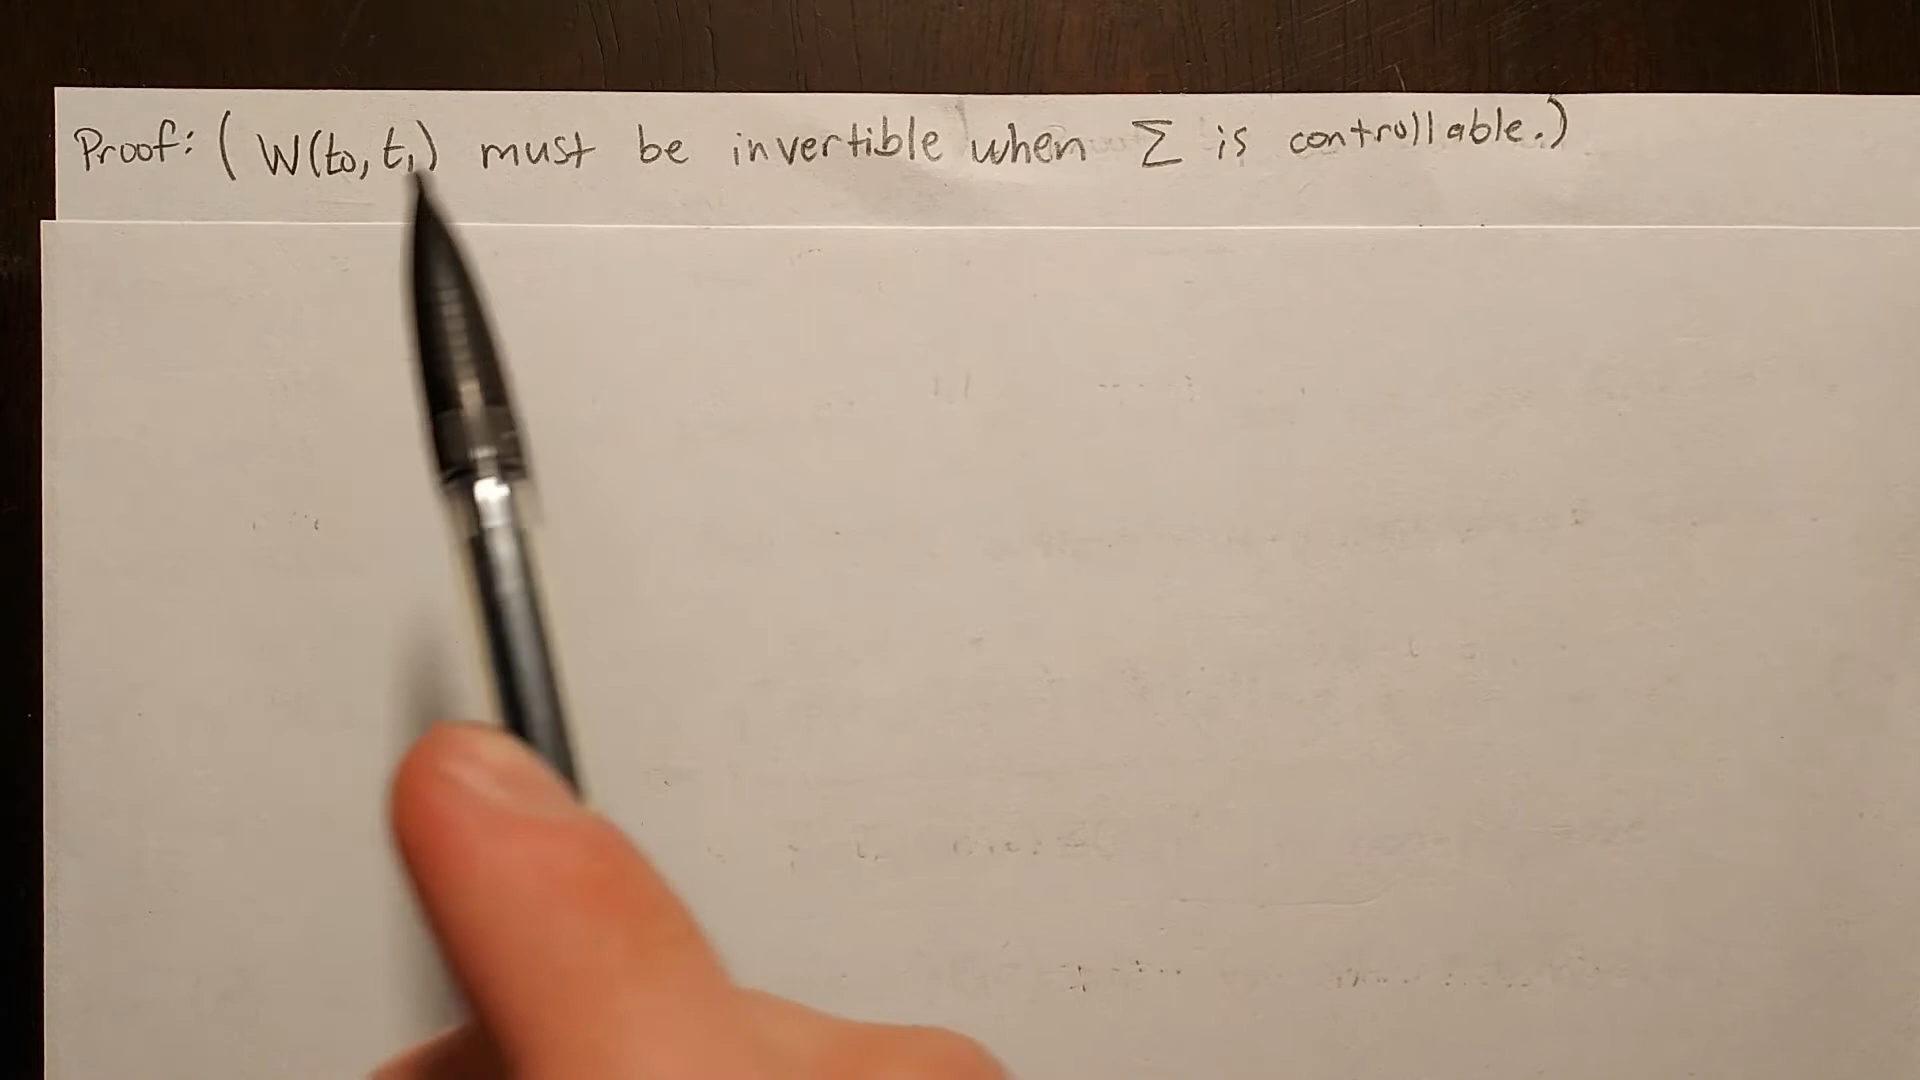 Proof: ( W(t₀, t₁) must be invertible when Σ is controllable.)